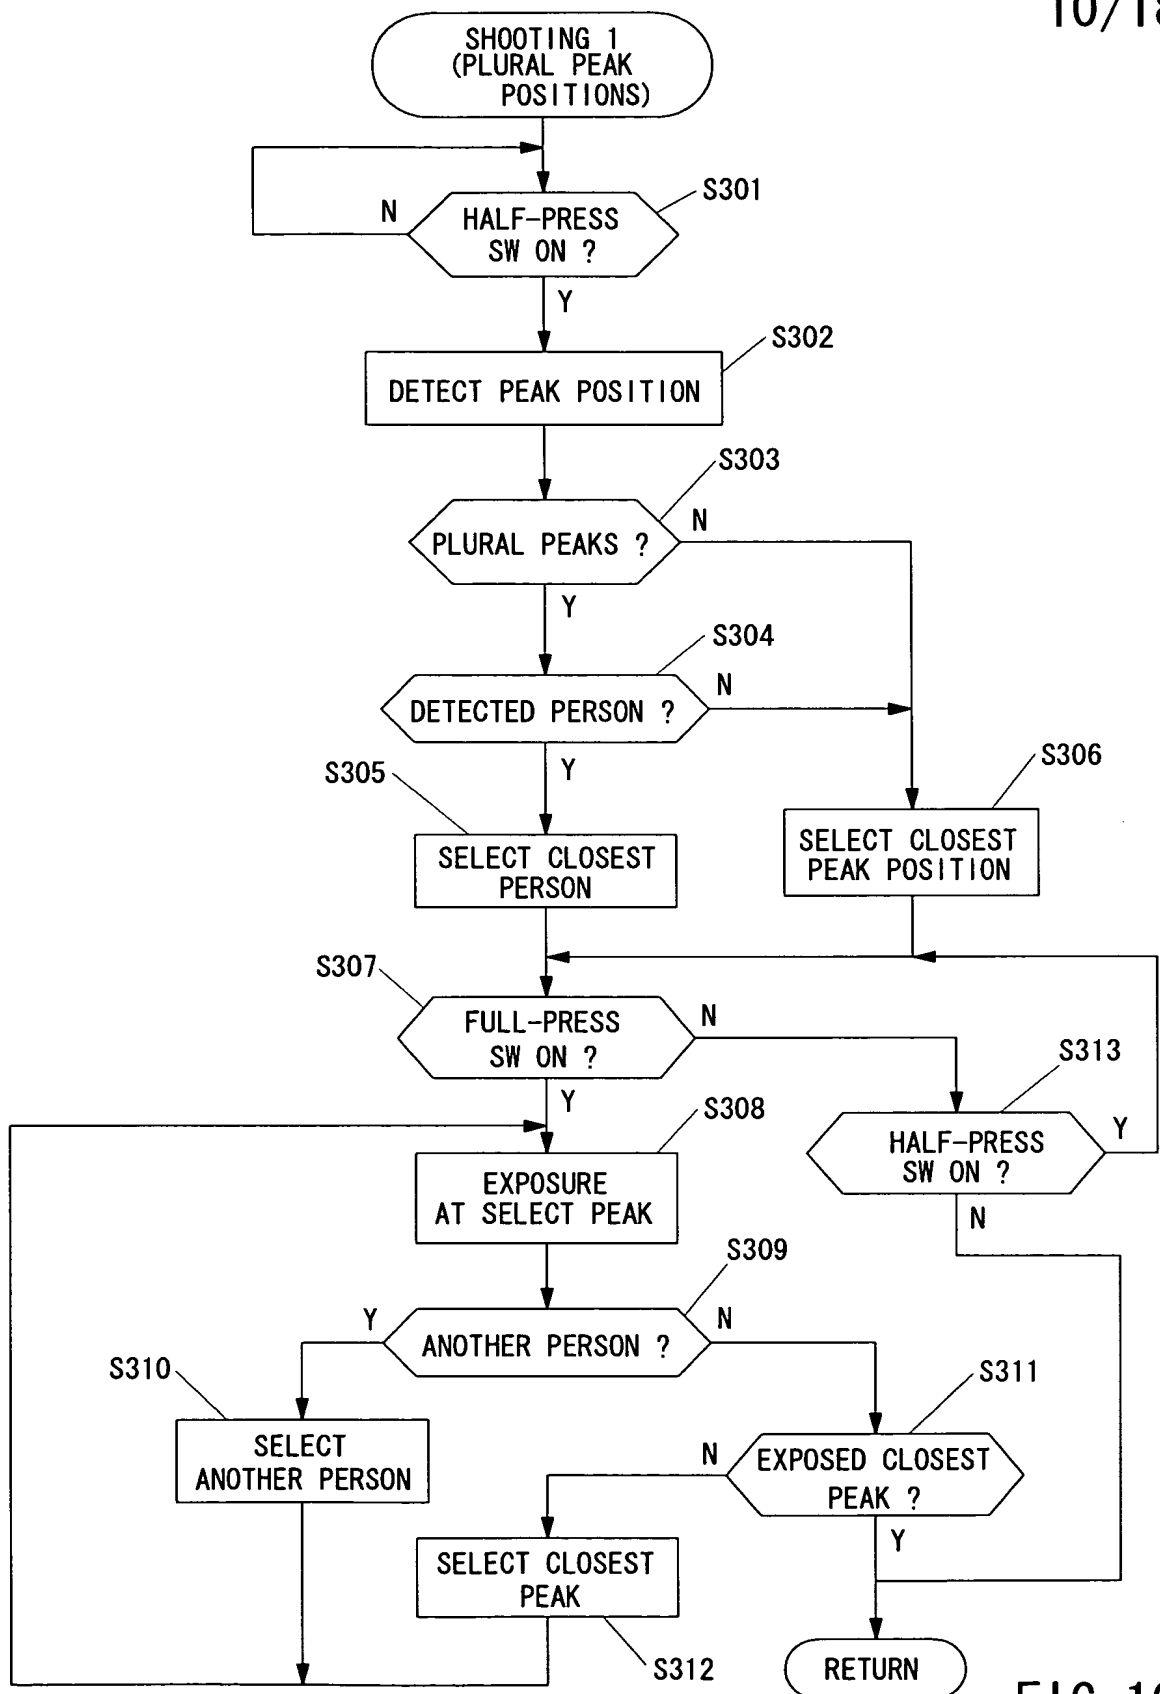 10/18
SHOOTING 1
(PLURAL PEAK
POSITIONS)
S301
N
HALF-PRESS
SW ON ?
Y
S302
DETECT PEAK POSITION
S303
N
PLURAL PEAKS ?
Y
S304
N
DETECTED PERSON ?
Y
S305
S306
SELECT CLOSEST
PERSON
SELECT CLOSEST
PEAK POSITION
S307
FULL-PRESS
SW ON ?
N
S313
Y
S308
HALF-PRESS
SW ON ?
Y
EXPOSURE
AT SELECT PEAK
N
S309
Y
ANOTHER PERSON ?
N
S310
S311
SELECT
ANOTHER PERSON
N
EXPOSED CLOSEST
PEAK ?
Y
SELECT CLOSEST
PEAK
S312
RETURN